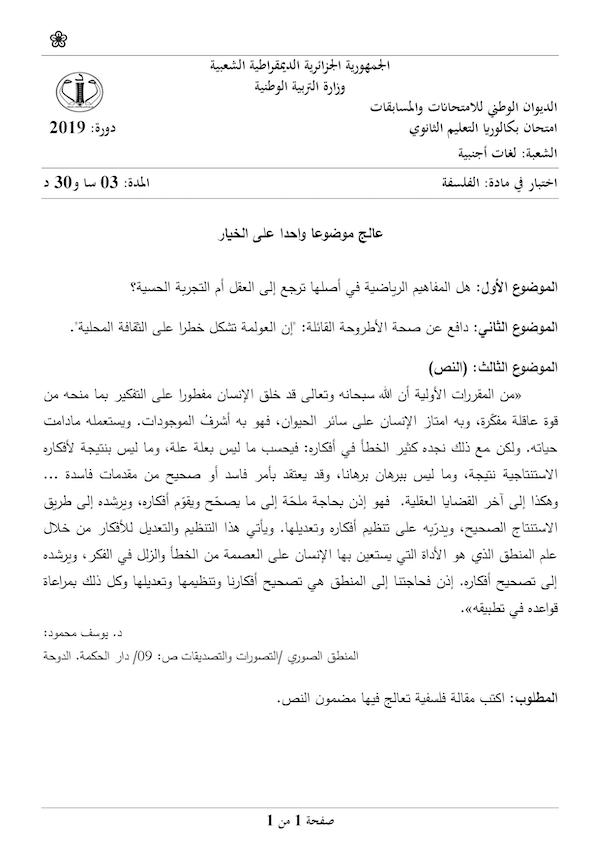 الجمهورية الجزائرية الديمقراطية الشعبية
وزارة التربية الوطنية
الديوان الوطني للامتحانات والمسابقات
امتحان بكالوريا التعليم الثانوي
دورة: 2019
الشعبة: لغات أجنبية
اختبار في مادة: الفلسفة
المدة: 03 سا و30 د
عالج موضوعا واحدا على الخيار
الموضوع الأول: هل المفاهيم الرياضية في أصلها ترجع إلى العقل أم التجربة الحسية؟
الموضوع الثاني: دافع عن صحة الأطروحة القائلة: "إن العولمة تشكل خطرا على الثقافة المحلية".
الموضوع الثالث: (النص)
«من المقررات الأولية أن الله سبحانه وتعالى قد خلق الإنسان مفطورا على التفكير بما منحه من
قوة عاقلة مفكّرة، وبه امتاز الإنسان على سائر الحيوان، فهو به أشرفُ الموجودات. ويستعمله مادامت
حياته. ولكن مع ذلك نجده كثير الخطأ في أفكاره: فيحسب ما ليس بعلة علة، وما ليس بنتيجة لأفكاره
الاستنتاجية نتيجة، وما ليس ببرهان برهانا، وقد يعتقد بأمر فاسد أو صحيح من مقدمات فاسدة ...
وهكذا إلى آخر القضايا العقلية. فهو إذن بحاجة ملحّة إلى ما يصحّح ويقوّم أفكاره، ويرشده إلى طريق
الاستنتاج الصحيح، ويدرّبه على تنظيم أفكاره وتعديلها. ويأتي هذا التنظيم والتعديل للأفكار من خلال
علم المنطق الذي هو الأداة التي يستعين بها الإنسان على العصمة من الخطأ والزلل في الفكر، ويرشده
إلى تصحيح أفكاره. إذن فحاجتنا إلى المنطق هي تصحيح أفكارنا وتنظيمها وتعديلها وكل ذلك بمراعاة
قواعده في تطبيقه».
د. يوسف محمود:
المنطق الصوري /التصورات والتصديقات ص: 09/ دار الحكمة. الدوحة
المطلوب: اكتب مقالة فلسفية تعالج فيها مضمون النص.
صفحة 1 من 1